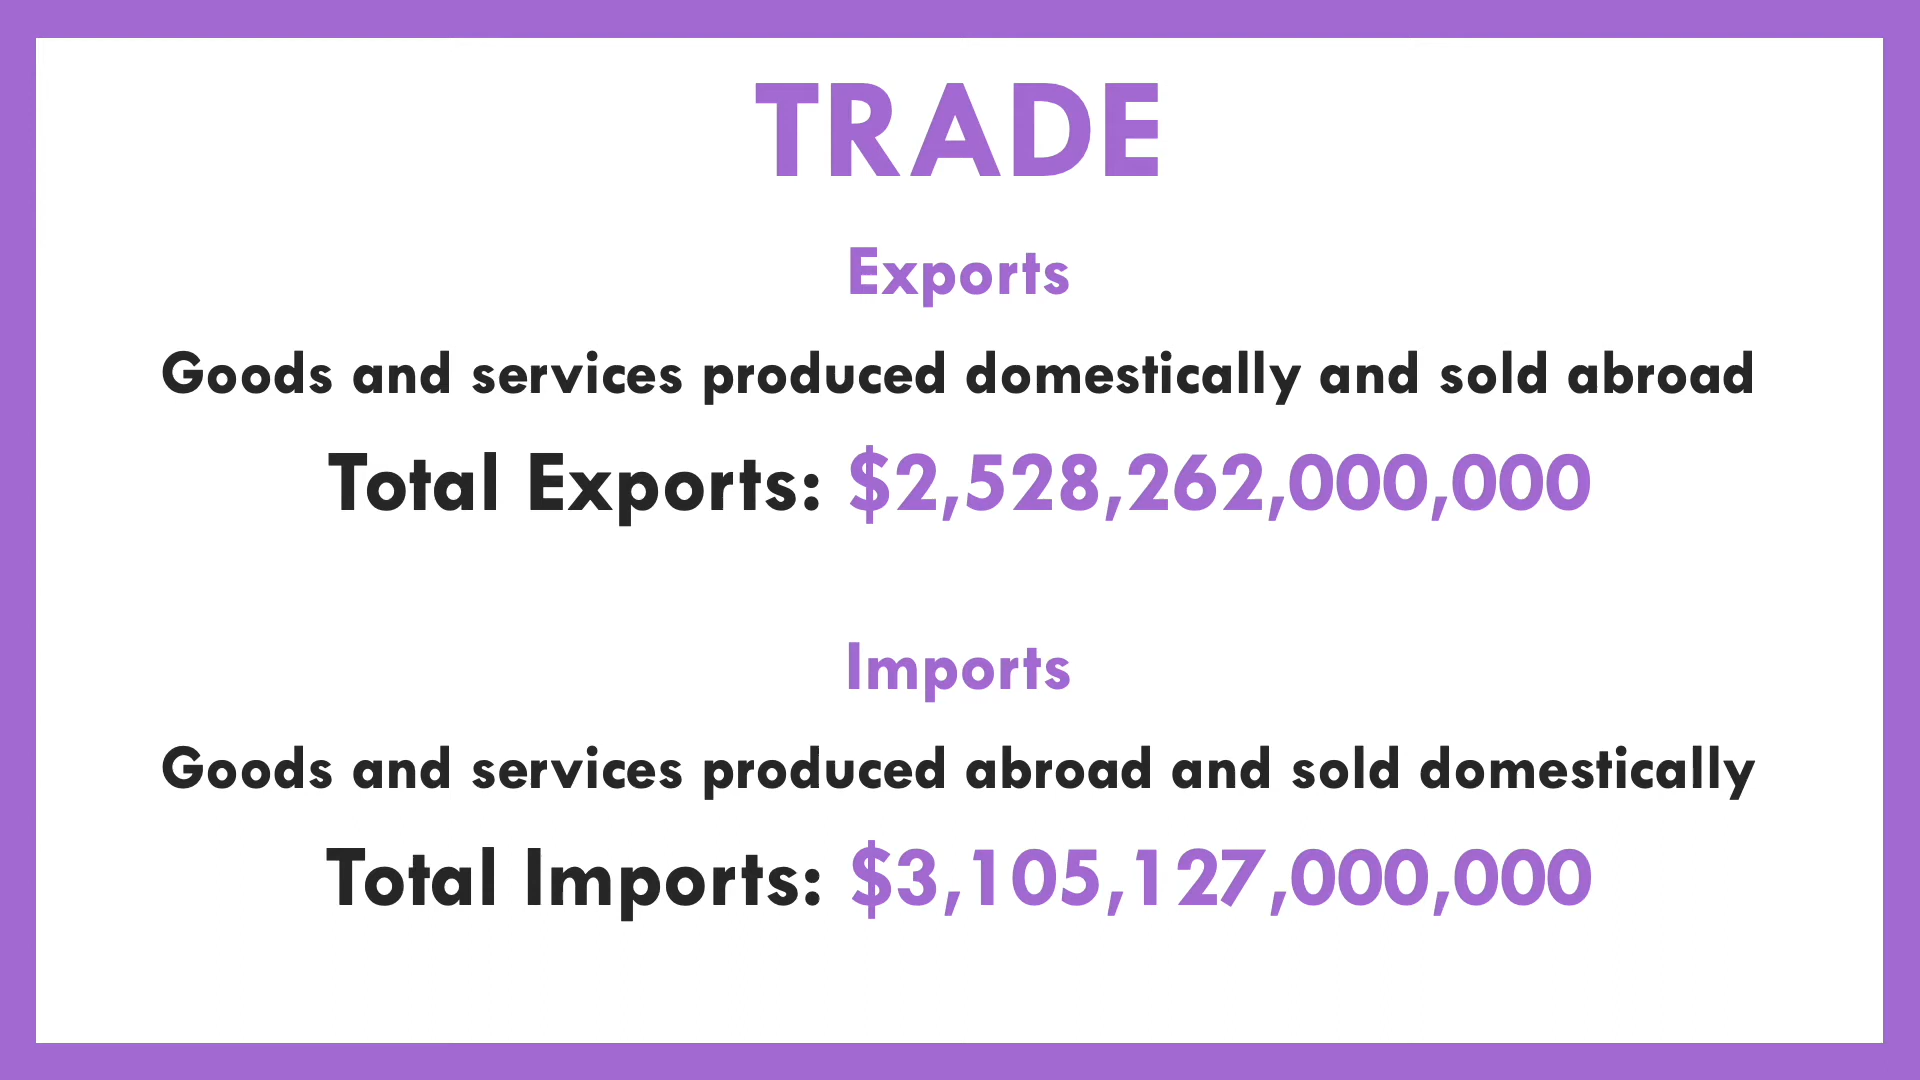 TRADE
Exports
Goods and services produced domestically and sold abroad
Total Exports: $2,528,262,000,000
Imports
Goods and services produced abroad and sold domestically
Total Imports: $3,105,127,000,000